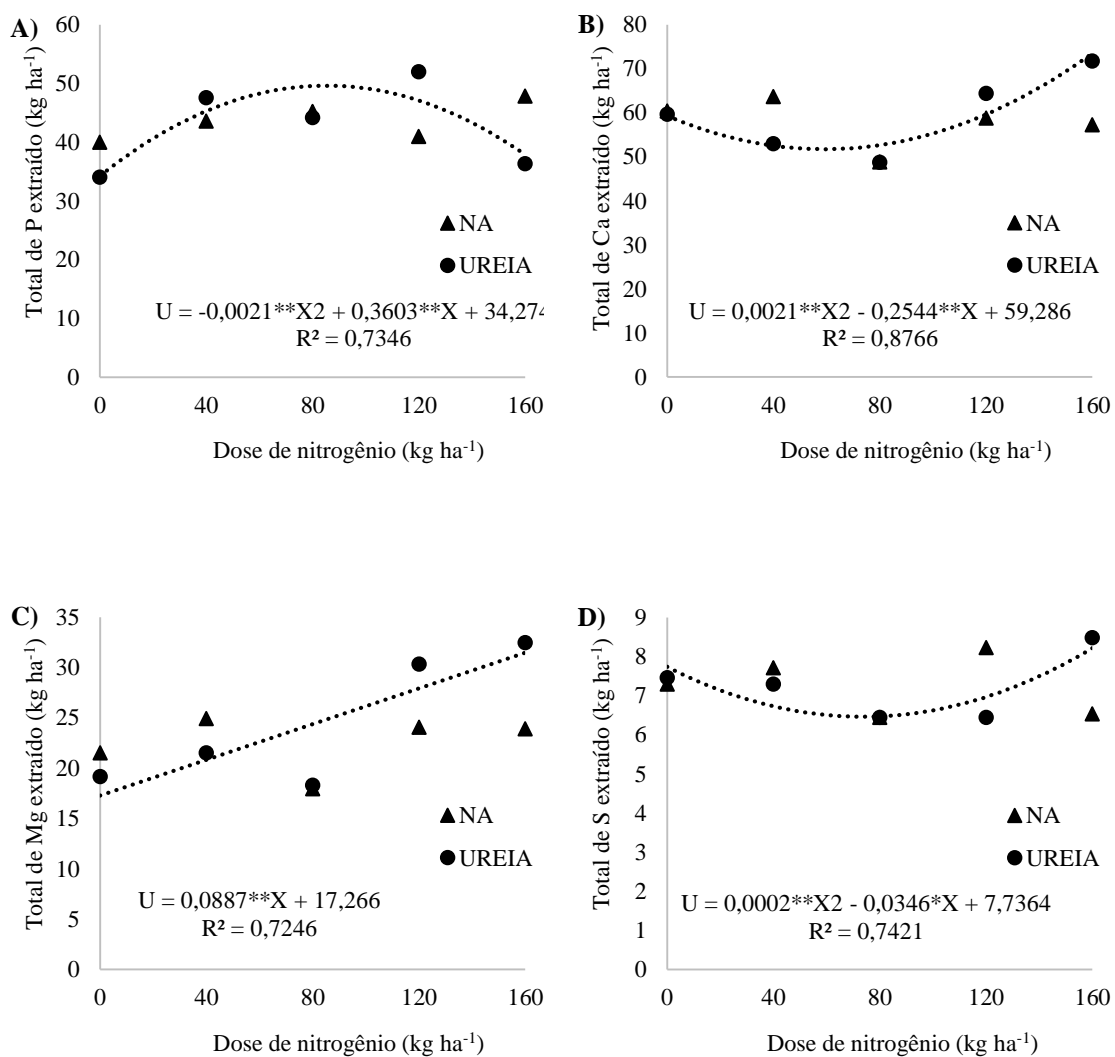 A)
Total de P extraído (kg ha-1)
60
50
40
30
20
10
0
NA
UREIA
U = -0,0021**X2 + 0,3603**X + 34,274
R² = 0,7346
0 40 80 120 160
Dose de nitrogênio (kg ha-1)
B)
Total de Ca extraído (kg ha-1)
80
70
60
50
40
30
20
10
0
NA
UREIA
U = 0,0021**X2 - 0,2544**X + 59,286
R² = 0,8766
0 40 80 120 160
Dose de nitrogênio (kg ha-1)
C)
Total de Mg extraído (kg ha-1)
35
30
25
20
15
10
5
0
NA
UREIA
U = 0,0887**X + 17,266
R² = 0,7246
0 40 80 120 160
Dose de nitrogênio (kg ha-1)
D)
Total de S extraído (kg ha-1)
9
8
7
6
5
4
3
2
1
0
NA
UREIA
U = 0,0002**X2 - 0,0346*X + 7,7364
R² = 0,7421
0 40 80 120 160
Dose de nitrogênio (kg ha-1)